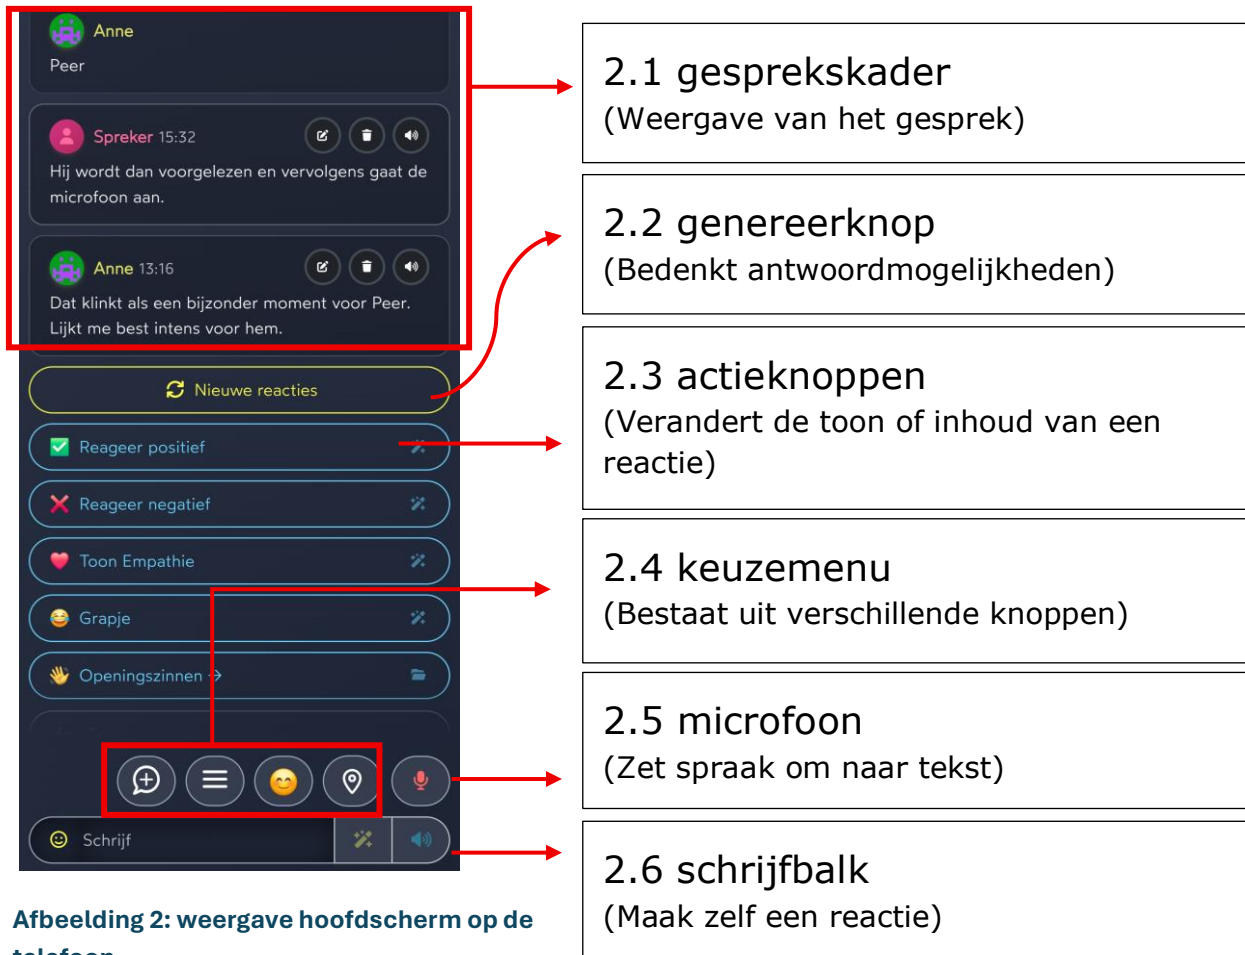 Anne
Peer
Spreker 15:32
Hij wordt dan voorgelezen en vervolgens gaat de
microfoon aan.
Anne 13:16
Dat klinkt als een bijzonder moment voor Peer.
Lijkt me best intens voor hem.
Nieuwe reacties
Reageer positief
Reageer negatief
Toon Empathie
Grapje
Openingszinnen →
Schrijf
2.1 gesprekskader
(Weergave van het gesprek)
2.2 genereerknop
(Bedenkt antwoordmogelijkheden)
2.3 actieknoppen
(Verandert de toon of inhoud van een
reactie)
2.4 keuzemenu
(Bestaat uit verschillende knoppen)
2.5 microfoon
(Zet spraak om naar tekst)
2.6 schrijfbalk
(Maak zelf een reactie)
Afbeelding 2: weergave hoofdscherm op de
telefoon